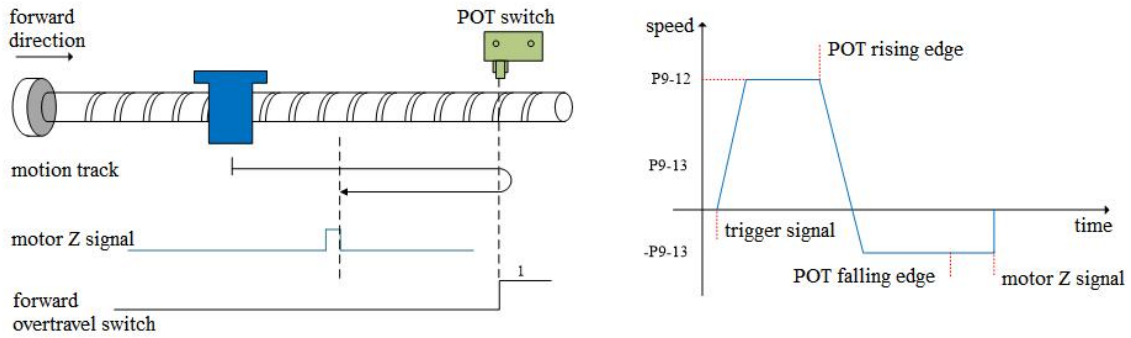 forward
direction
POT switch
motion track
motor Z signal
forward
overtravel switch
1
speed
POT rising edge
P9-12
P9-13
trigger signal
time
-P9-13
POT falling edge
motor Z signal